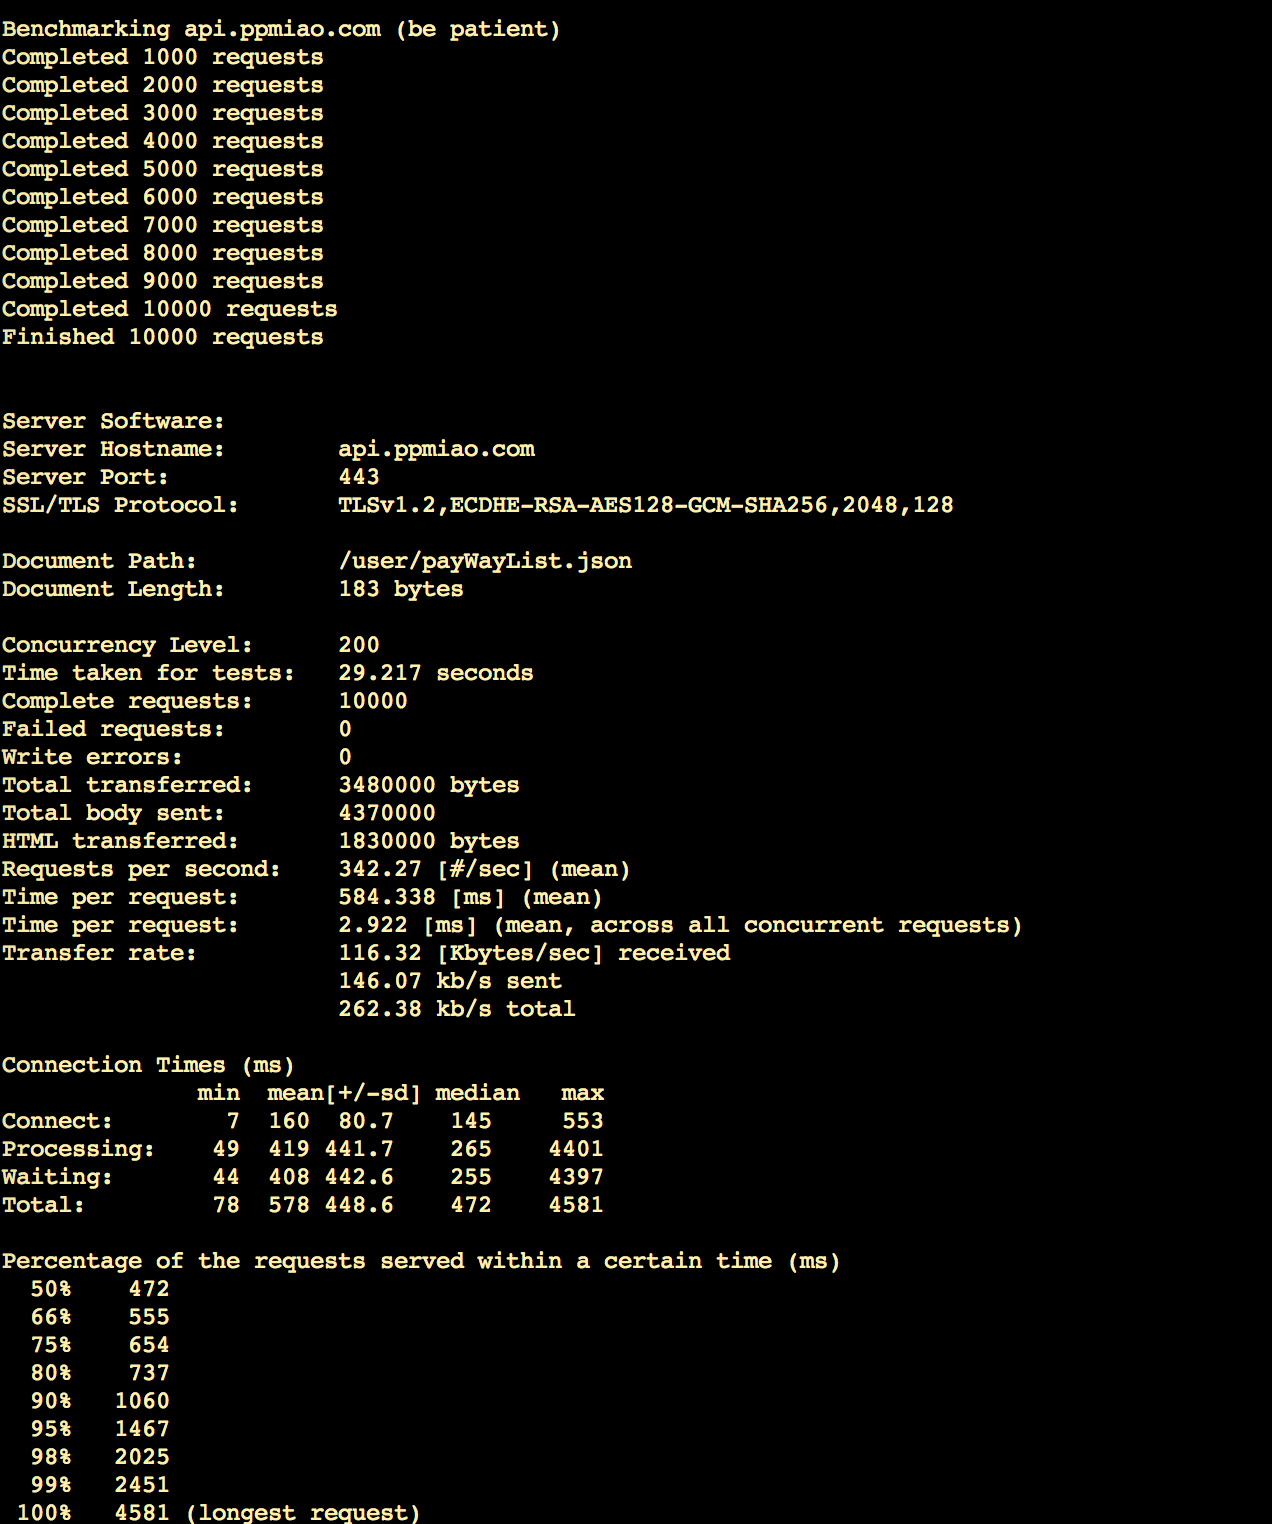 Benchmarking api.ppmiao.com (be patient)
Completed 1000 requests
Completed 2000 requests
Completed 3000 requests
Completed 4000 requests
Completed 5000 requests
Completed 6000 requests
Completed 7000 requests
Completed 8000 requests
Completed 9000 requests
Completed 10000 requests
Finished 10000 requests
Server Software:
Server Hostname:        api.ppmiao.com
Server Port:            443
SSL/TLS Protocol:       TLSv1.2,ECDHE-RSA-AES128-GCM-SHA256,2048,128
Document Path:          /user/payWayList.json
Document Length:        183 bytes
Concurrency Level:      200
Time taken for tests:   29.217 seconds
Complete requests:      10000
Failed requests:        0
Write errors:           0
Total transferred:      3480000 bytes
Total body sent:        4370000
HTML transferred:       1830000 bytes
Requests per second:    342.27 [#/sec] (mean)
Time per request:       584.338 [ms] (mean)
Time per request:       2.922 [ms] (mean, across all concurrent requests)
Transfer rate:          116.32 [Kbytes/sec] received
                        146.07 kb/s sent
                        262.38 kb/s total
Connection Times (ms)
              min  mean[+/-sd] median   max
Connect:        7  160  80.7    145     553
Processing:    49  419 441.7    265    4401
Waiting:       44  408 442.6    255    4397
Total:         78  578 448.6    472    4581
Percentage of the requests served within a certain time (ms)
  50%    472
  66%    555
  75%    654
  80%    737
  90%   1060
  95%   1467
  98%   2025
  99%   2451
 100%   4581 (longest request)